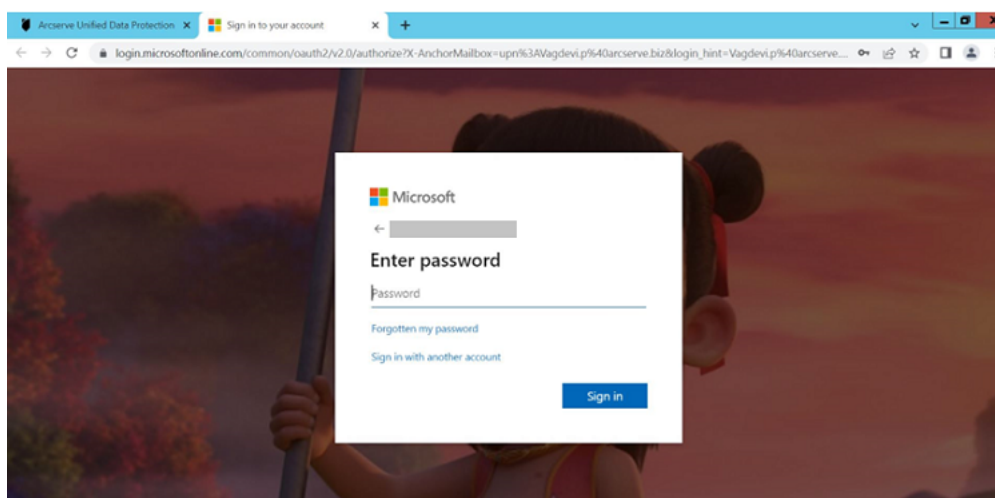 Arcserve Unified Data Protection
Sign in to your account
login.microsoftonline.com/common/oauth2/v2.0/authorize?X-AnchorMailbox=upn%3AVagdevi.p%40arcserve.biz&login_hint=Vagdevi.p%40arcserve...
Microsoft
Enter password
Password
Forgotten my password
Sign in with another account
Sign in